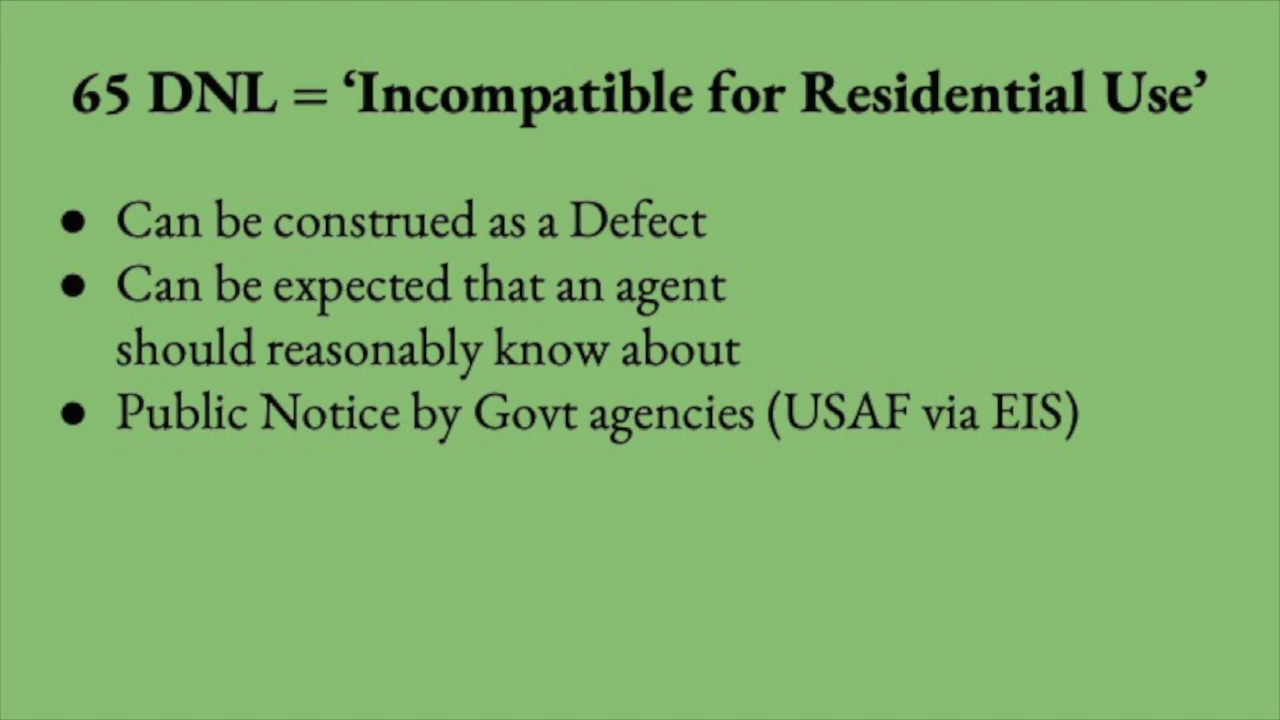 65 DNL = ‘Incompatible for Residential Use’
● Can be construed as a Defect
● Can be expected that an agent
should reasonably know about
● Public Notice by Govt agencies (USAF via EIS)